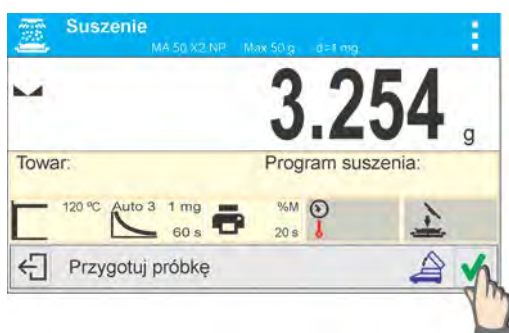 Suszenie
MA 50.X2.NP Max 50 g d=1 mg
3.254 g
Towar: Program suszenia:
120 ºC Auto 3 1 mg %M
60 s 20 s
Przygotuj próbkę